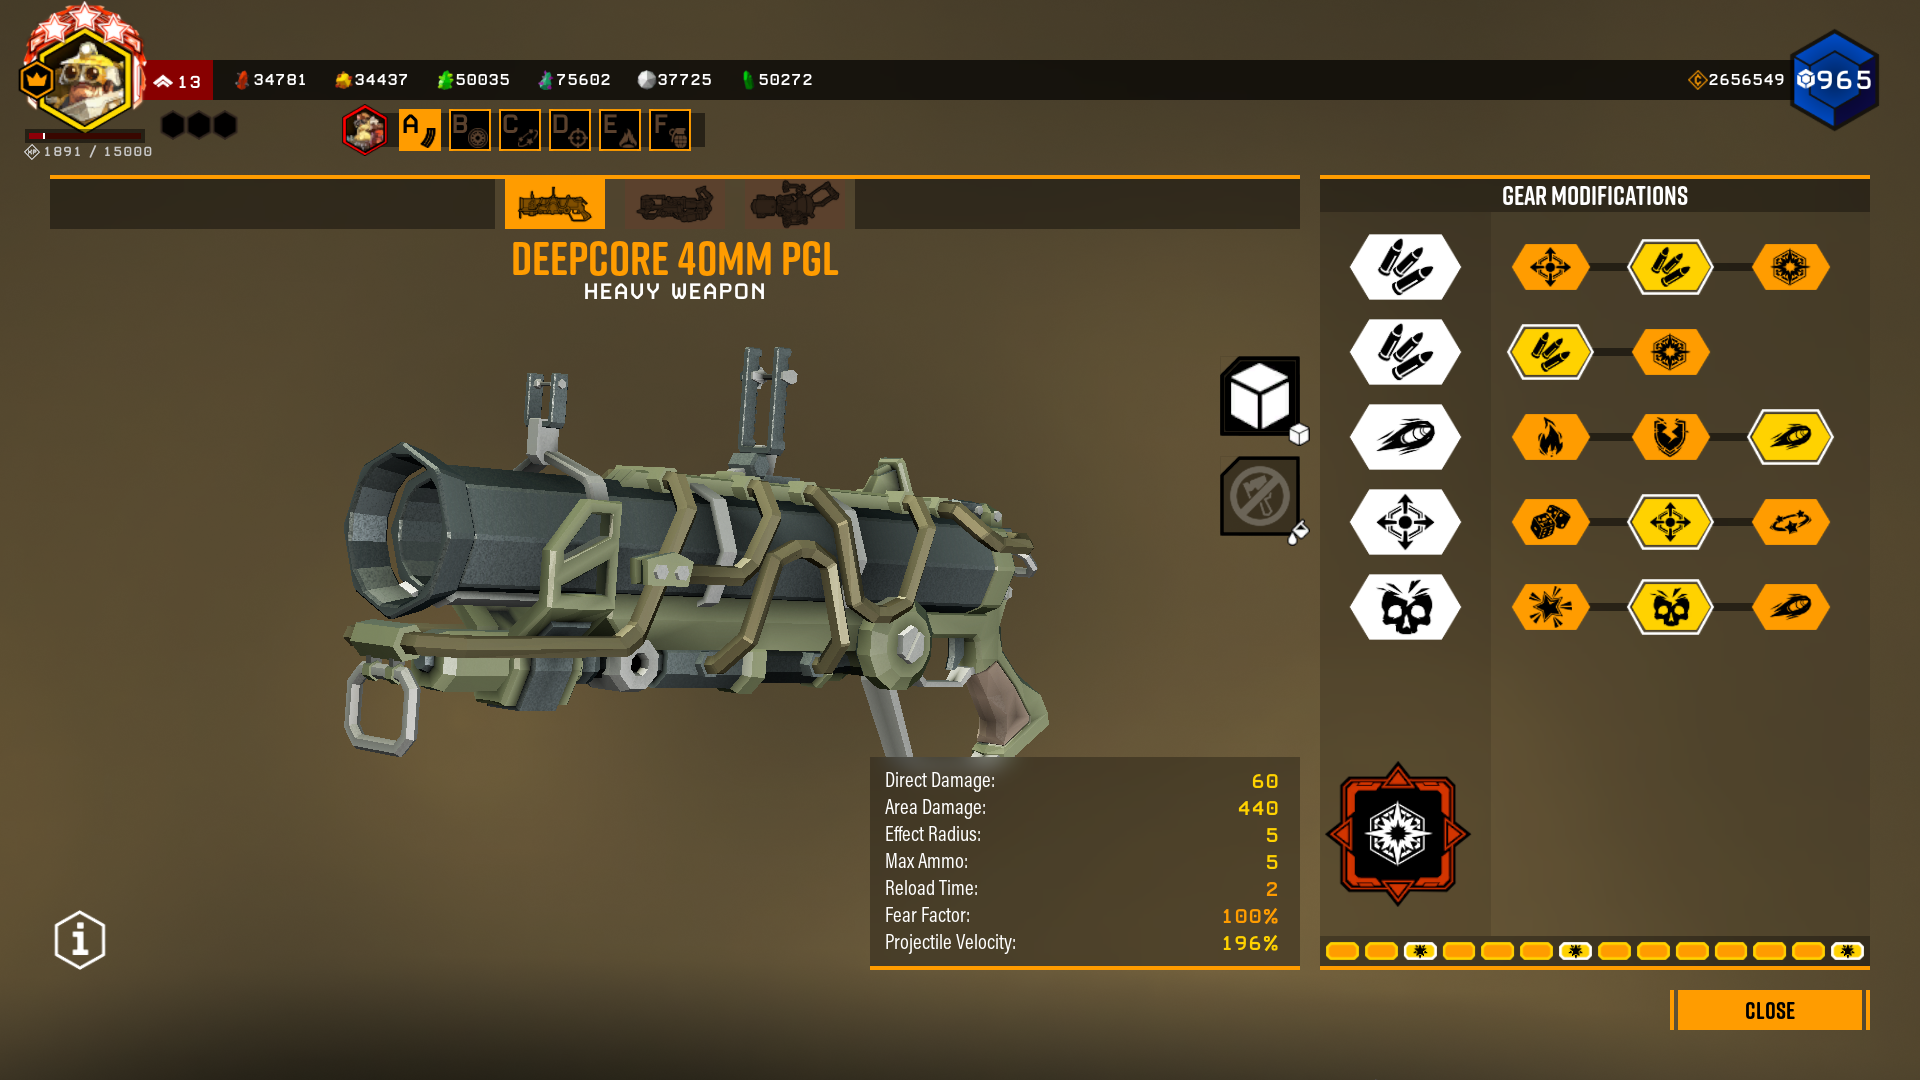 13
34781
34437
50035
75602
37725
50272
2656549
965
1891 / 15000
A
B
C
D
E
F
GEAR MODIFICATIONS
DEEPCORE 40MM PGL
HEAVY WEAPON
Direct Damage: 60
Area Damage: 440
Effect Radius: 5
Max Ammo: 5
Reload Time: 2
Fear Factor: 100%
Projectile Velocity: 196%
i
CLOSE